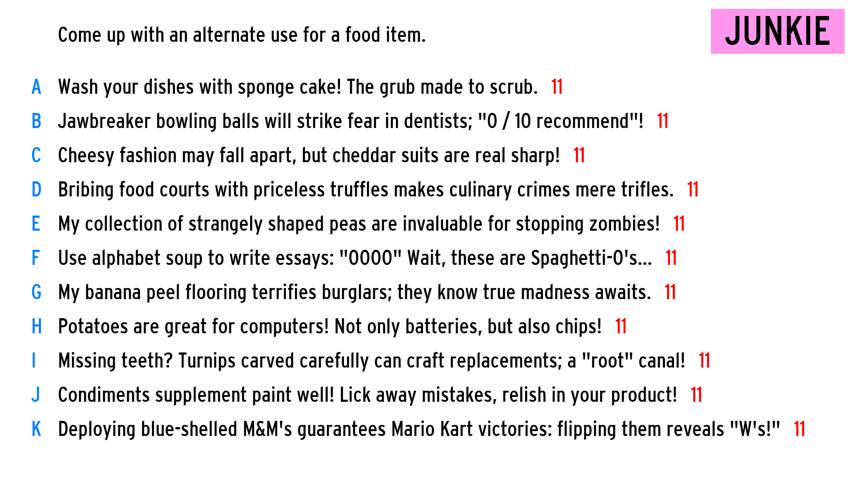 Come up with an alternate use for a food item.
JUNKIE
A Wash your dishes with sponge cake! The grub made to scrub. 11
B Jawbreaker bowling balls will strike fear in dentists; "0 / 10 recommend"! 11
C Cheesy fashion may fall apart, but cheddar suits are real sharp! 11
D Bribing food courts with priceless truffles makes culinary crimes mere trifles. 11
E My collection of strangely shaped peas are invaluable for stopping zombies! 11
F Use alphabet soup to write essays: "OOOO" Wait, these are Spaghetti-O's... 11
G My banana peel flooring terrifies burglars; they know true madness awaits. 11
H Potatoes are great for computers! Not only batteries, but also chips! 11
I Missing teeth? Turnips carved carefully can craft replacements; a "root" canal! 11
J Condiments supplement paint well! Lick away mistakes, relish in your product! 11
K Deploying blue-shelled M&M's guarantees Mario Kart victories: flipping them reveals "W's!" 11